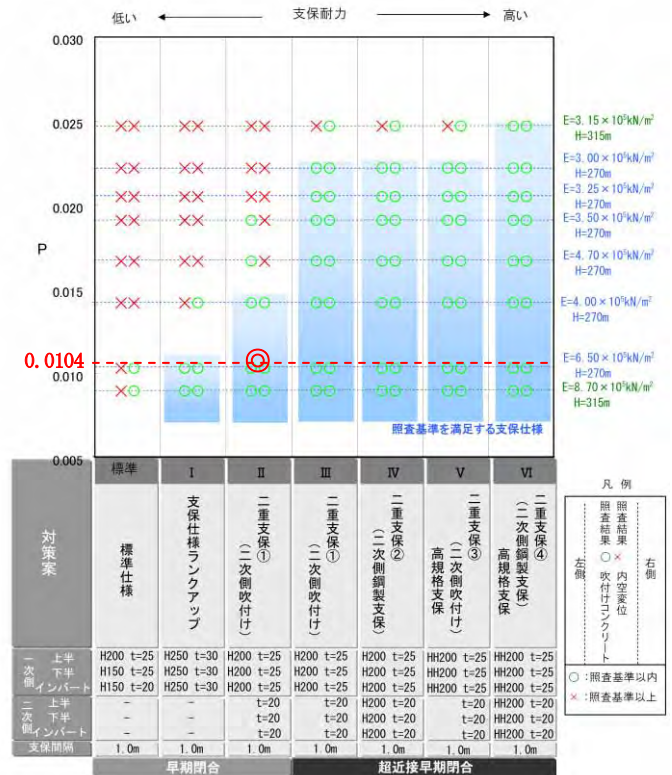 低い 支保耐力 高い
0.030
0.025
0.020
P
0.015
0.0104
0.010
0.005
×× ×× ×× ×○ ×○ ×○ ○○
E=3.15×10⁵kN/m²
H=315m
×× ×× ×× ○○ ○○ ○○ ○○
E=3.00×10⁵kN/m²
H=270m
×× ×× ×× ○○ ○○ ○○ ○○
E=3.25×10⁵kN/m²
H=270m
×× ×× ○× ○○ ○○ ○○ ○○
E=3.50×10⁵kN/m²
H=270m
×× ×× ○× ○○ ○○ ○○ ○○
E=4.70×10⁵kN/m²
H=270m
×× ×○ ○○ ○○ ○○ ○○ ○○
E=4.00×10⁵kN/m²
H=270m
◎
×○ ○○ ○○ ○○ ○○ ○○ ○○
E=6.50×10⁵kN/m²
H=270m
×○ ○○ ○○ ○○ ○○ ○○ ○○
E=8.70×10⁵kN/m²
H=315m
照査基準を満足する支保仕様
標準 Ⅰ Ⅱ Ⅲ Ⅳ Ⅴ Ⅵ
対策案
標準仕様
支保仕様ランクアップ
二重支保①
(二次側吹付け)
二重支保①
(二次側吹付け)
二重支保②
(二次側鋼製支保)
二重支保③
(二次側吹付け)
高規格支保
二重支保④
(二次側鋼製支保)
高規格支保
一次側
上半 H200 t=25 H250 t=30 H200 t=25 H200 t=25 H200 t=25 HH200 t=25 HH200 t=25
下半 H150 t=25 H250 t=30 H200 t=25 H200 t=25 H200 t=25 HH200 t=25 HH200 t=25
インバート H150 t=20 H250 t=30 H200 t=25 H200 t=25 H200 t=25 HH200 t=25 HH200 t=25
二次側
上半 - - t=20 t=20 H200 t=20 t=20 HH200 t=20
下半 - - t=20 t=20 H200 t=20 t=20 HH200 t=20
インバート - - t=20 t=20 H200 t=20 t=20 HH200 t=20
支保間隔 1.0m 1.0m 1.0m 1.0m 1.0m 1.0m 1.0m
早期閉合 超近接早期閉合
凡 例
左側
照査結果 ○ 吹付けコンクリート
照査結果 × 内空変位
右側
○:照査基準以内
×:照査基準以上